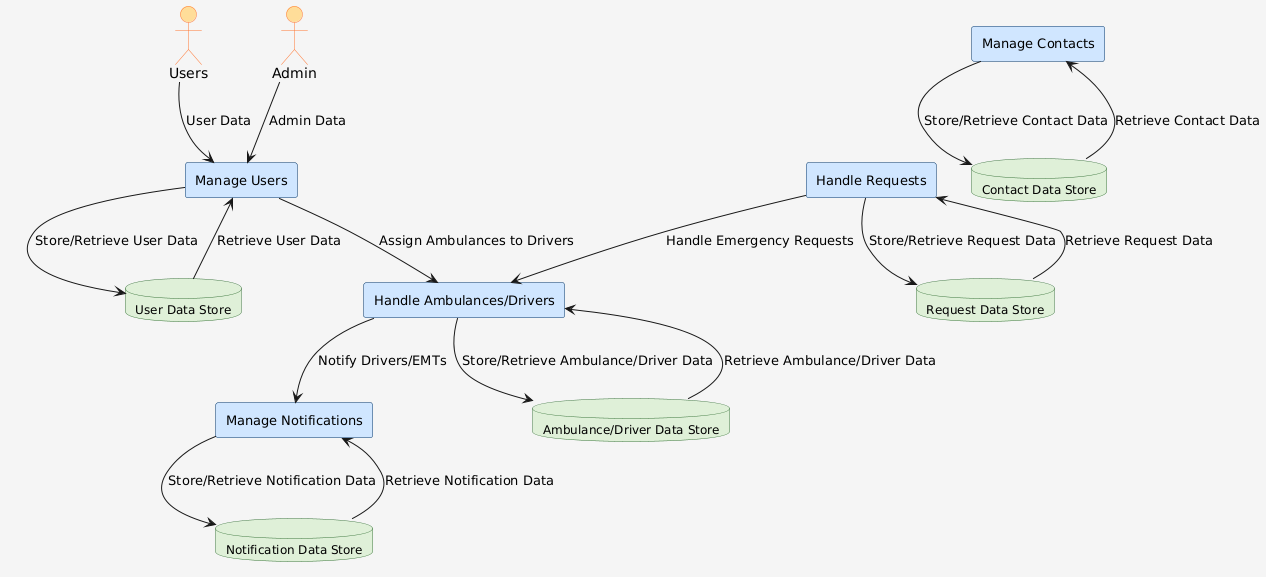 Users
Admin
Manage Contacts
User Data
Admin Data
Store/Retrieve Contact Data
Retrieve Contact Data
Manage Users
Handle Requests
Contact Data Store
Store/Retrieve User Data
Retrieve User Data
Assign Ambulances to Drivers
Handle Emergency Requests
Store/Retrieve Request Data
Retrieve Request Data
User Data Store
Handle Ambulances/Drivers
Request Data Store
Notify Drivers/EMTs
Store/Retrieve Ambulance/Driver Data
Retrieve Ambulance/Driver Data
Manage Notifications
Ambulance/Driver Data Store
Store/Retrieve Notification Data
Retrieve Notification Data
Notification Data Store